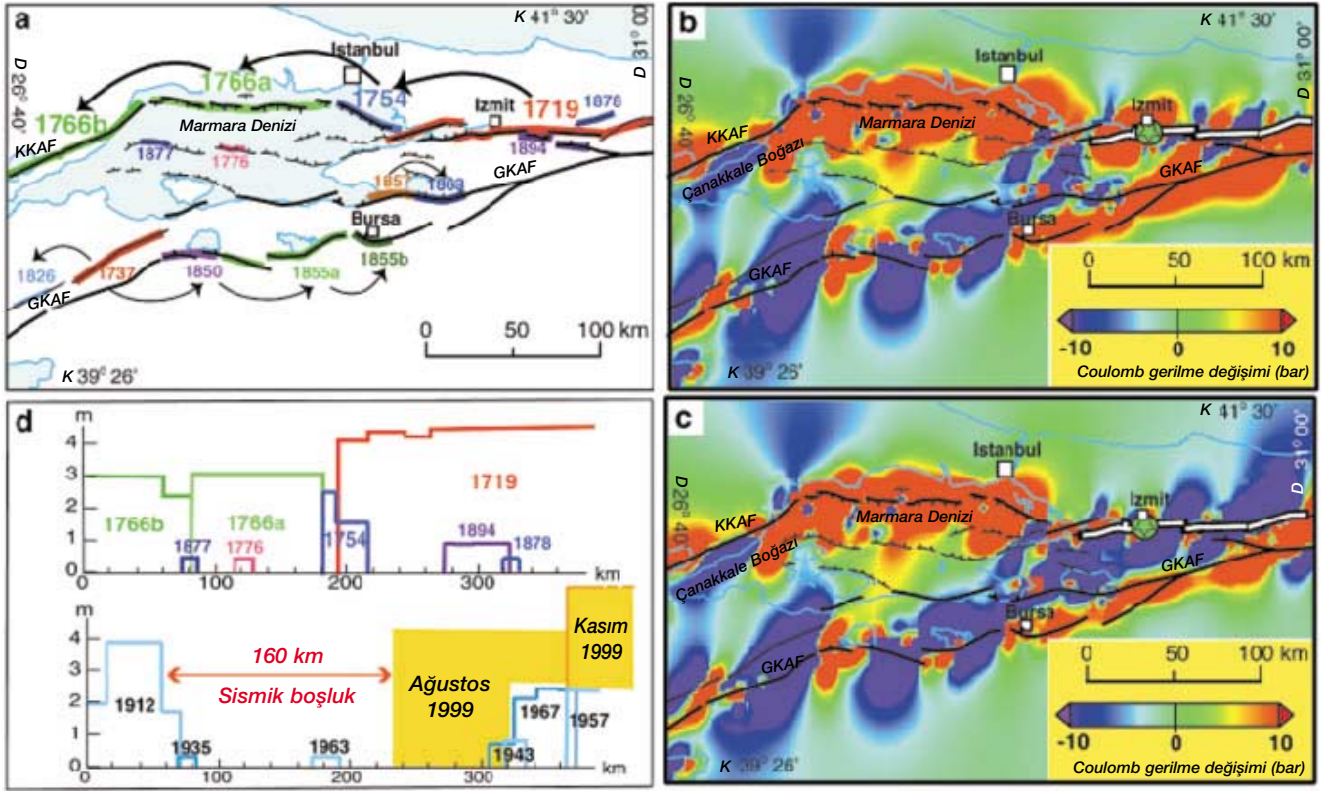 a
K 41° 30'
D 31° 00'
D 26° 40'
Istanbul
1766a
1754
Izmit
1719
1876
1766b
Marmara Denizi
KKAF
1877
1776
1894
GKAF
Bursa
1826
1737
1850
1855a
1855b
GKAF
0 50 100 km
K 39° 26'
b
K 41° 30'
D 31° 00'
D 26° 40'
Istanbul
Izmit
Marmara Denizi
KKAF
Çanakkale Boğazı
GKAF
Bursa
GKAF
0 50 100 km
-10 0 10
Coulomb gerilme değişimi (bar)
K 39° 26'
d
m
4
3
2
1
0
1766b
1766a
1719
1877
1776
1754
1894
1878
0 100 200 300 km
m
4
3
2
1
0
160 km
Sismik boşluk
Ağustos
1999
Kasım
1999
1912
1935
1963
1943
1967
1957
0 100 200 300 km
c
K 41° 30'
D 31° 00'
D 26° 40'
Istanbul
Izmit
Marmara Denizi
KKAF
Çanakkale Boğazı
GKAF
Bursa
GKAF
0 50 100 km
-10 0 10
Coulomb gerilme değişimi (bar)
K 39° 26'